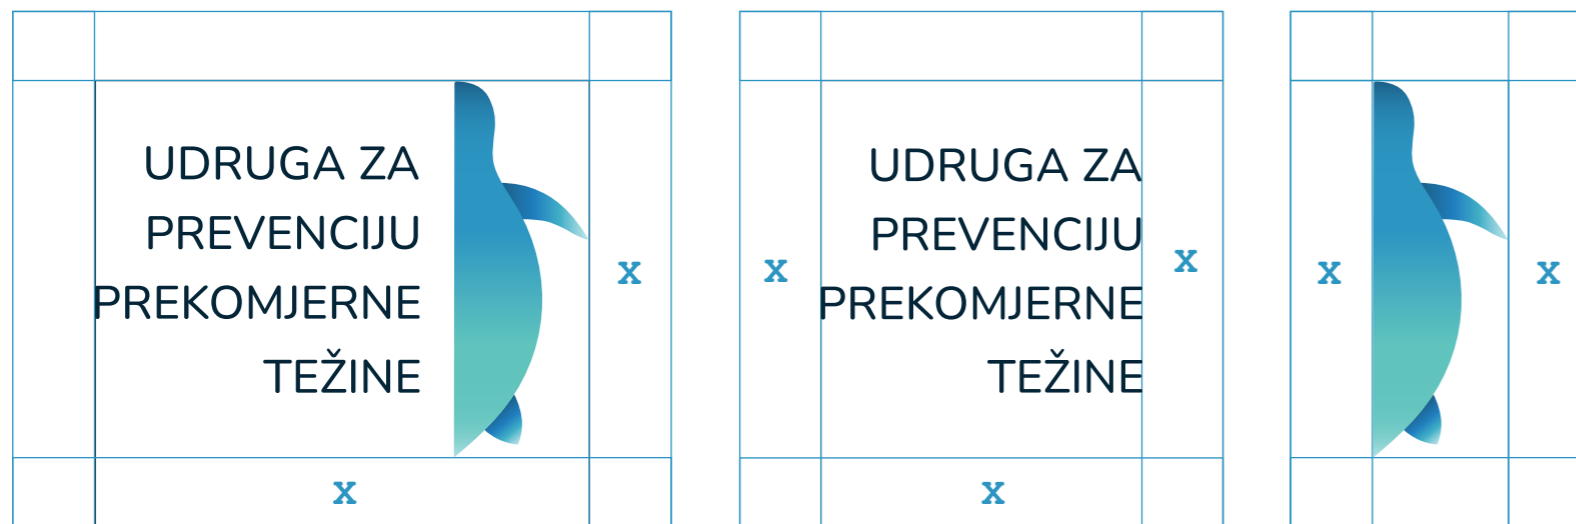 UDRUGA ZA
PREVENCIJU
PREKOMJERNE
TEŽINE
x
x
UDRUGA ZA
PREVENCIJU
PREKOMJERNE
TEŽINE
x
x
x
x
x